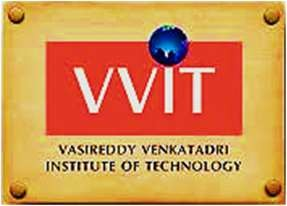 VVIT
VASIREDDY VENKATADRI
INSTITUTE OF TECHNOLOGY